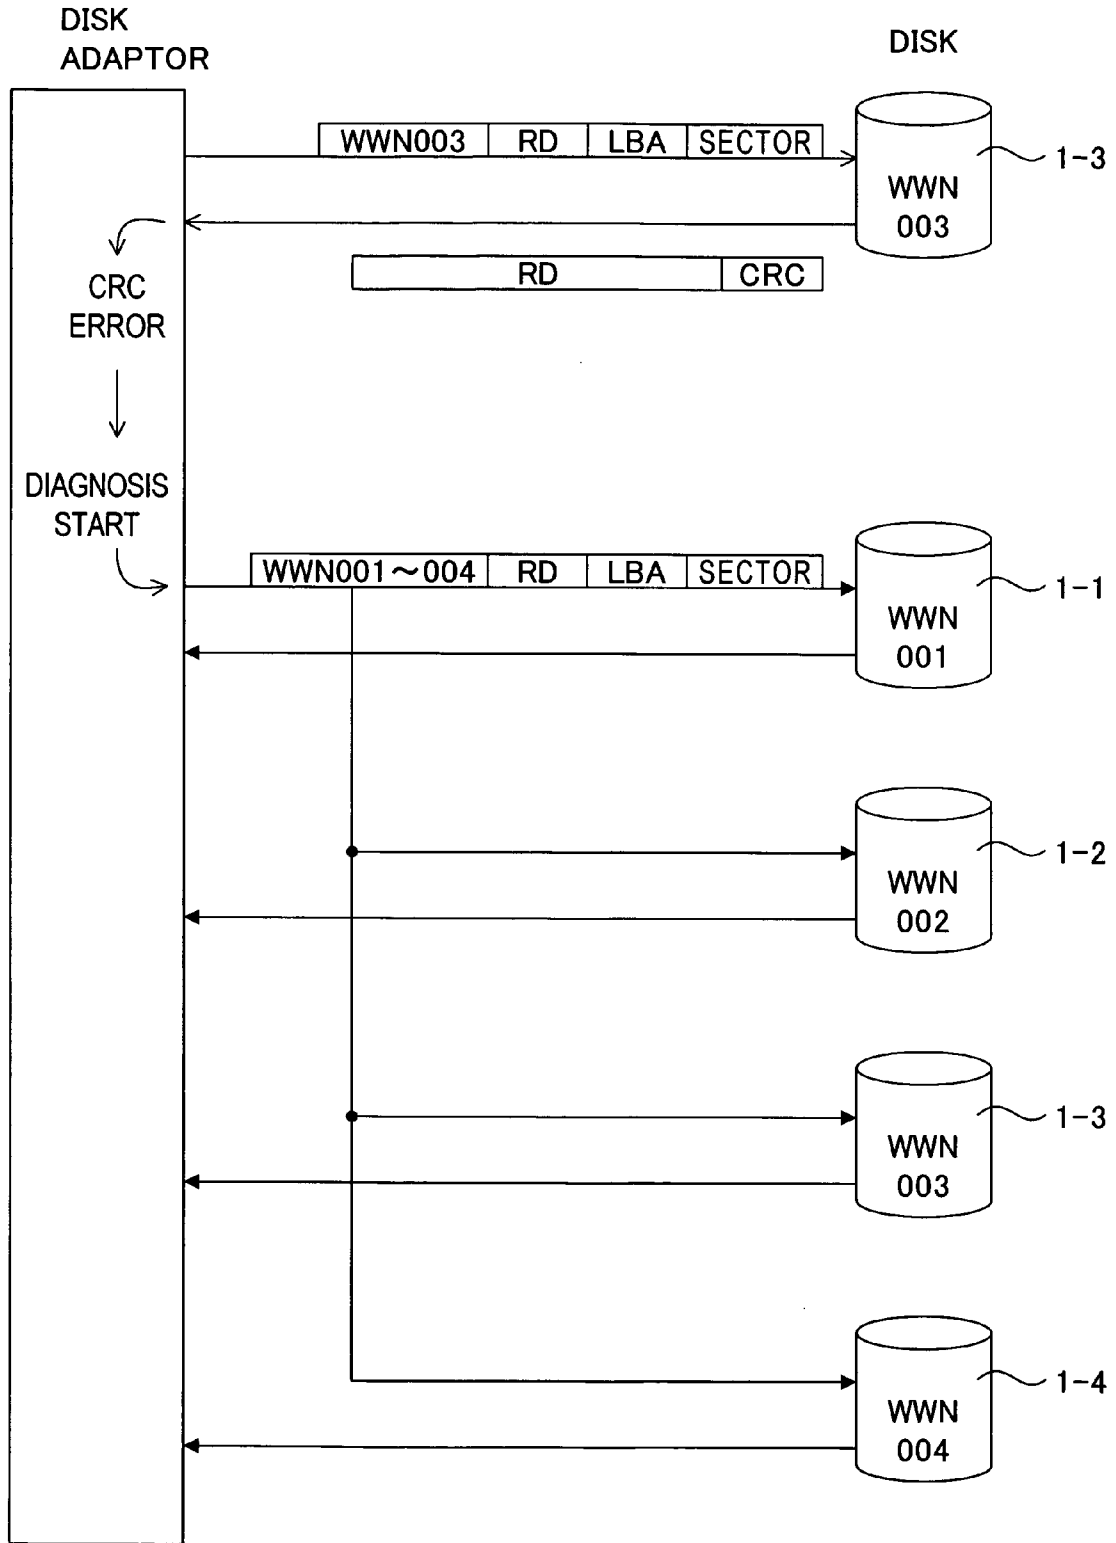 DISK
ADAPTOR
DISK
WWN003 RD LBA SECTOR
WWN
003
1-3
RD CRC
CRC
ERROR
DIAGNOSIS
START
WWN001～004 RD LBA SECTOR
WWN
001
1-1
WWN
002
1-2
WWN
003
1-3
WWN
004
1-4